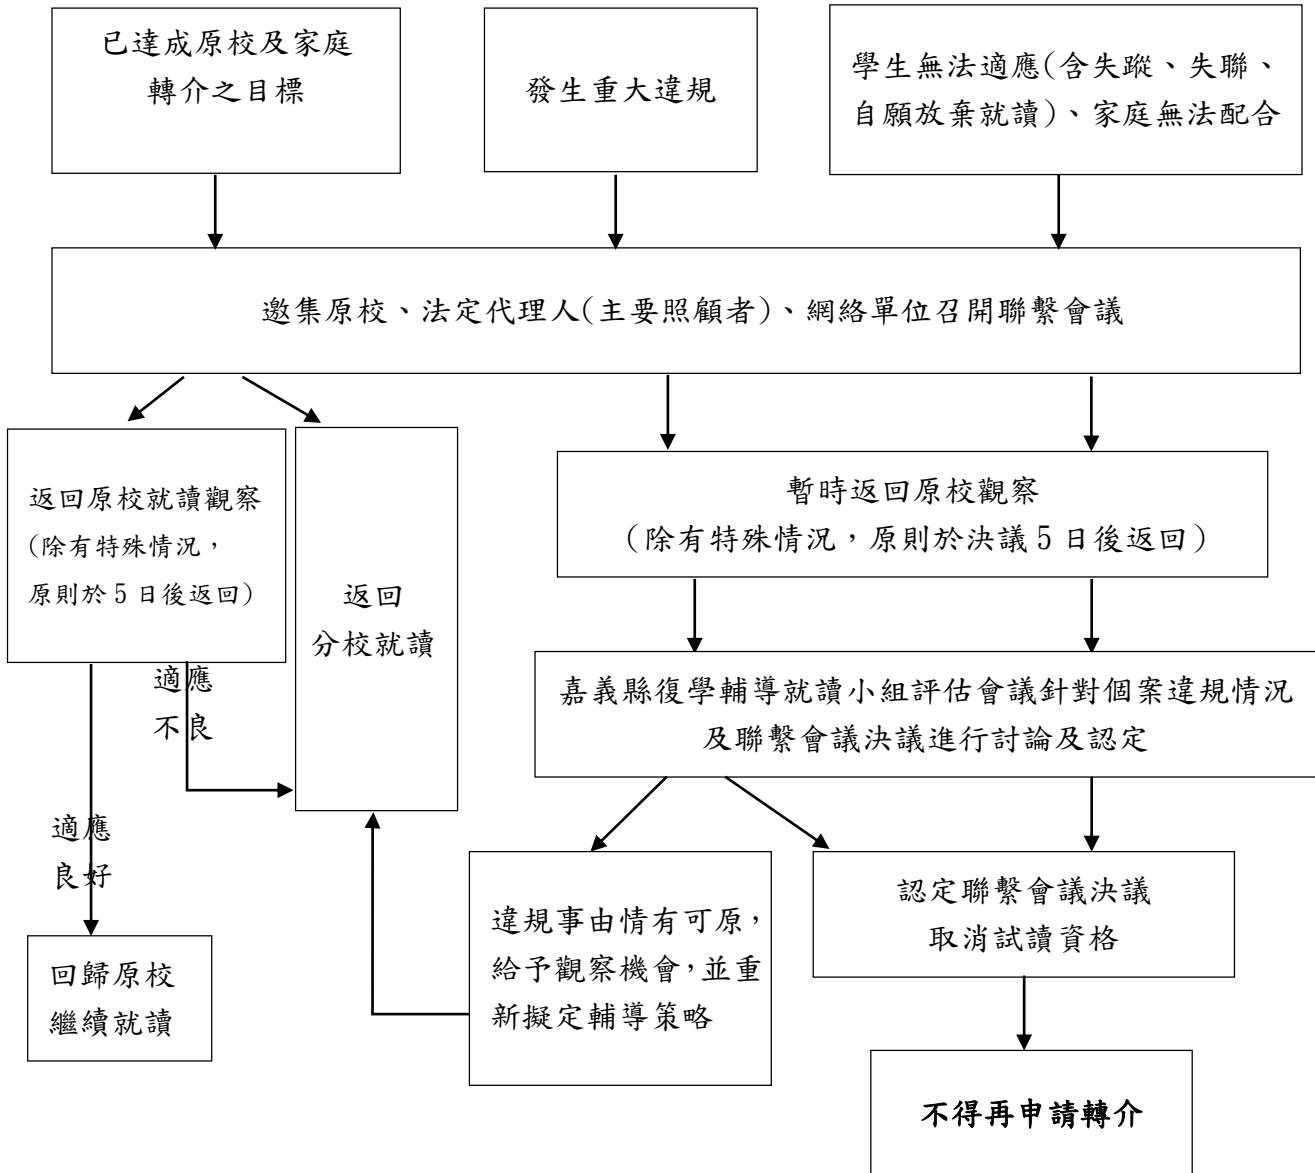 已達成原校及家庭
轉介之目標
發生重大違規
學生無法適應(含失蹤、失聯、
自願放棄就讀)、家庭無法配合
邀集原校、法定代理人(主要照顧者)、網絡單位召開聯繫會議
返回原校就讀觀察
(除有特殊情況，
原則於 5 日後返回)
返回
分校就讀
暫時返回原校觀察
(除有特殊情況，原則於決議 5 日後返回)
適應
不良
嘉義縣復學輔導就讀小組評估會議針對個案違規情況
及聯繫會議決議進行討論及認定
適應
良好
違規事由情有可原，
給予觀察機會，並重
新擬定輔導策略
認定聯繫會議決議
取消試讀資格
回歸原校
繼續就讀
不得再申請轉介